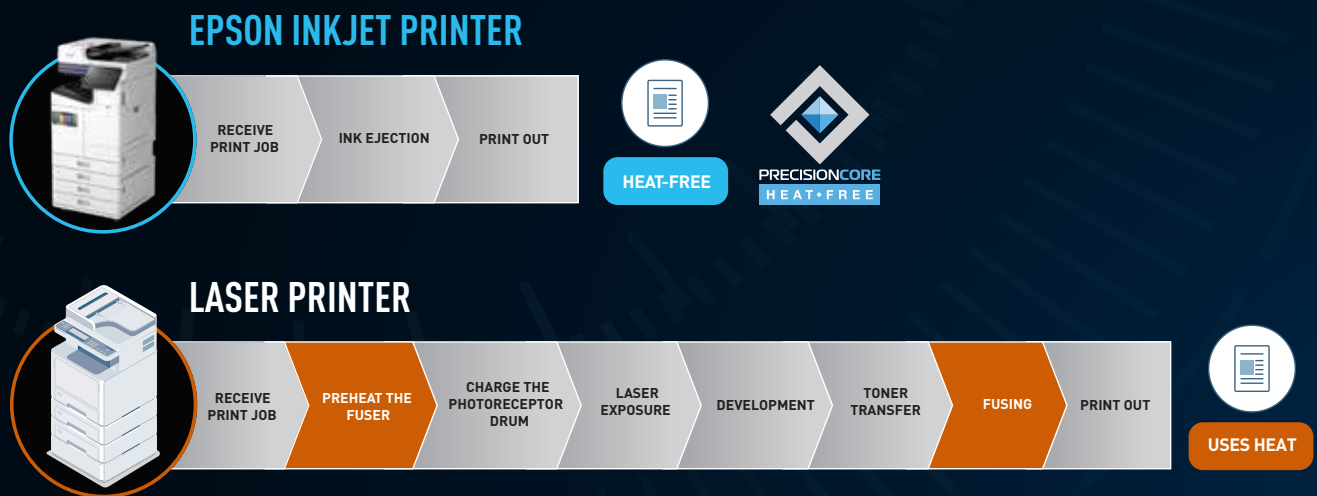 EPSON INKJET PRINTER
RECEIVE
PRINT JOB
INK EJECTION
PRINT OUT
HEAT-FREE
PRECISIONCORE
HEAT•FREE
LASER PRINTER
RECEIVE
PRINT JOB
PREHEAT THE
FUSER
CHARGE THE
PHOTORECEPTOR
DRUM
LASER
EXPOSURE
DEVELOPMENT
TONER
TRANSFER
FUSING
PRINT OUT
USES HEAT